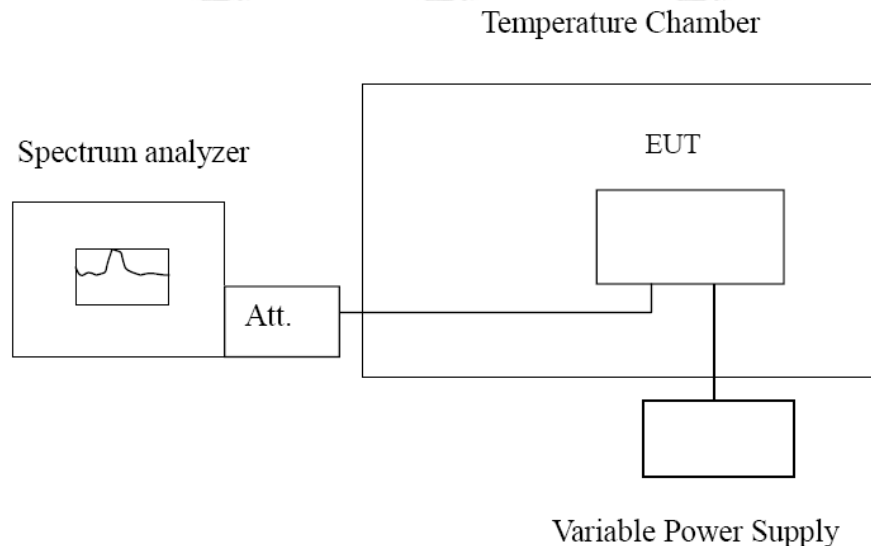 Temperature Chamber
Spectrum analyzer
EUT
Att.
Variable Power Supply